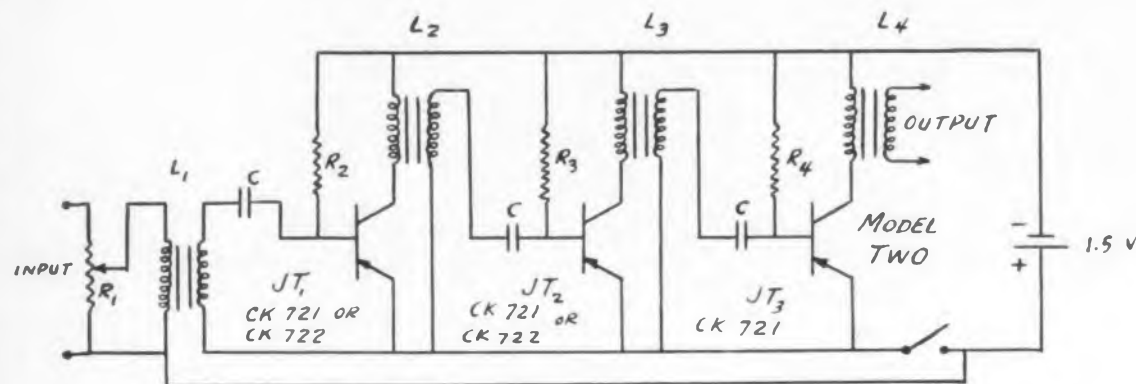 L2
L3
L4
OUTPUT
R2
R3
R4
L1
C
C
C
MODEL
TWO
-
+
1.5 V
INPUT
R1
JT1
CK 721 OR
CK 722
JT2
CK 721 OR
CK 722
JT3
CK 721